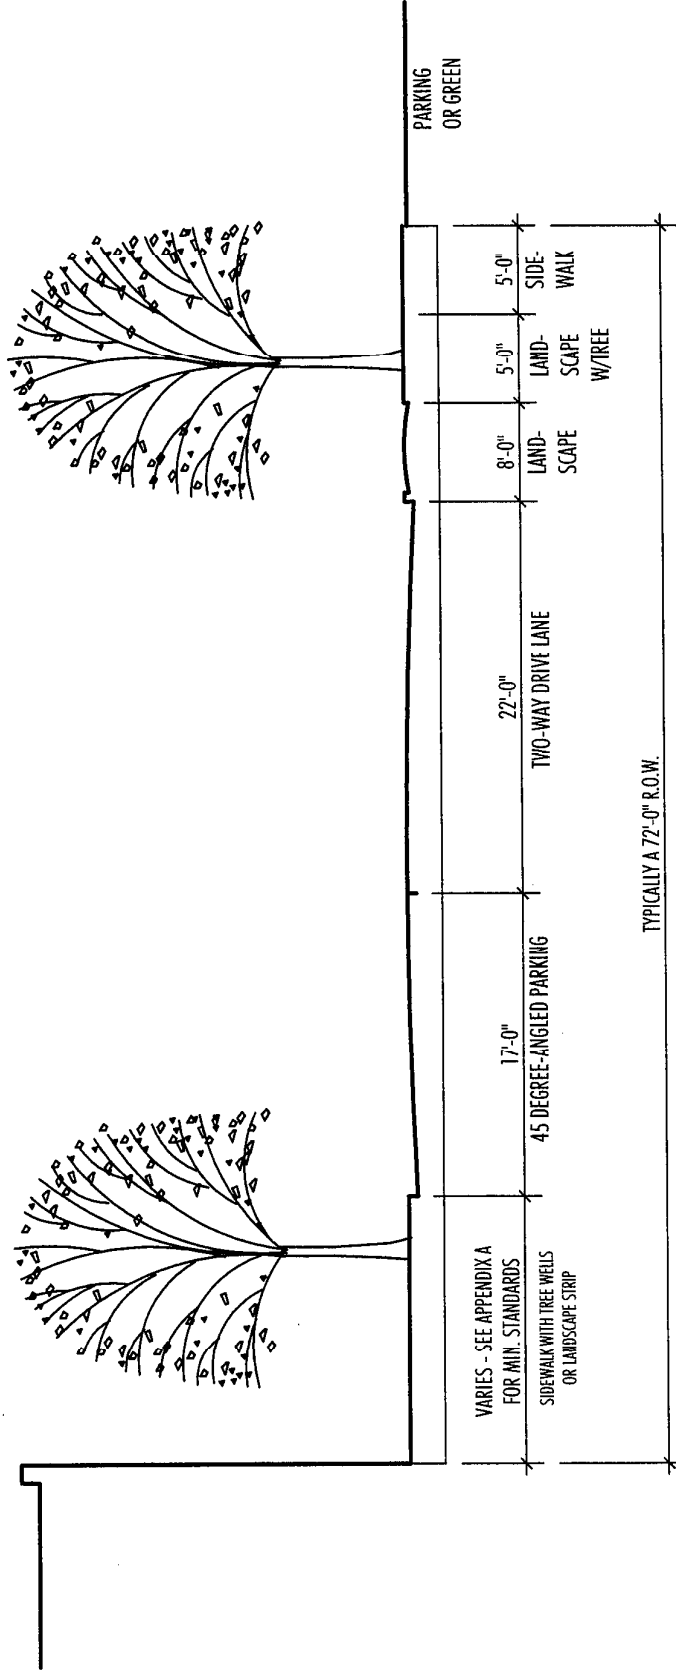 VARIES - SEE APPENDIX A
FOR MIN. STANDARDS
SIDEWALK WITH TREE WELLS
OR LANDSCAPE STRIP
17'-0"
45 DEGREE-ANGLED PARKING
22'-0"
TWO-WAY DRIVE LANE
8'-0"
LAND-
SCAPE
5'-0"
LAND-
SCAPE
W/TREE
5'-0"
SIDE-
WALK
PARKING
OR GREEN
TYPICALLY A 72'-0" R.O.W.